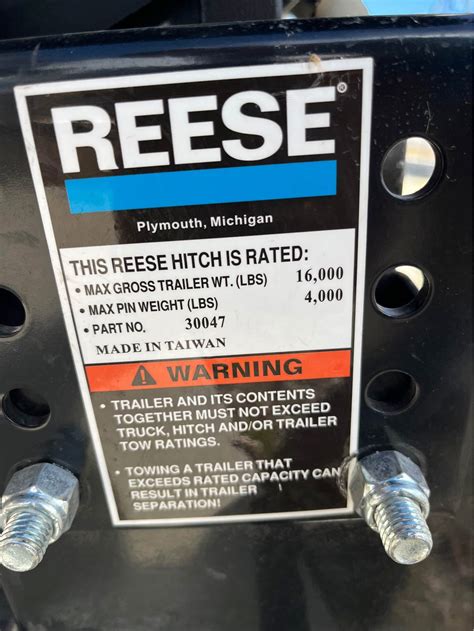 REESE®
Plymouth, Michigan
THIS REESE HITCH IS RATED:
• MAX GROSS TRAILER WT. (LBS) 16,000
• MAX PIN WEIGHT (LBS) 4,000
• PART NO. 30047
MADE IN TAIWAN
WARNING
• TRAILER AND ITS CONTENTS
TOGETHER MUST NOT EXCEED
TRUCK, HITCH AND/OR TRAILER
TOW RATINGS.
• TOWING A TRAILER THAT
EXCEEDS RATED CAPACITY CAN
RESULT IN TRAILER
SEPARATION!